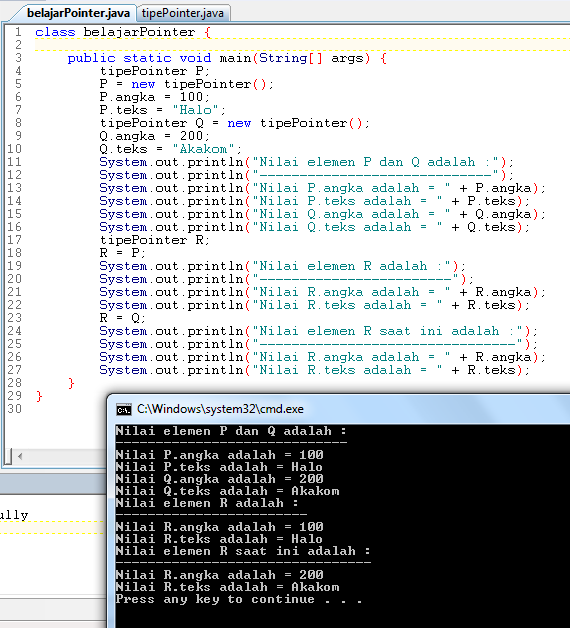 belajarPointer.java tipePointer.java
1 class belajarPointer {
2
3 public static void main(String[] args) {
4 tipePointer P;
5 P = new tipePointer();
6 P.angka = 100;
7 P.teks = "Halo";
8 tipePointer Q = new tipePointer();
9 Q.angka = 200;
10 Q.teks = "Akakom";
11 System.out.println("Nilai elemen P dan Q adalah :");
12 System.out.println("-----------------------------");
13 System.out.println("Nilai P.angka adalah = " + P.angka);
14 System.out.println("Nilai P.teks adalah = " + P.teks);
15 System.out.println("Nilai Q.angka adalah = " + Q.angka);
16 System.out.println("Nilai Q.teks adalah = " + Q.teks);
17 tipePointer R;
18 R = P;
19 System.out.println("Nilai elemen R adalah :");
20 System.out.println("------------------------");
21 System.out.println("Nilai R.angka adalah = " + R.angka);
22 System.out.println("Nilai R.teks adalah = " + R.teks);
23 R = Q;
24 System.out.println("Nilai elemen R saat ini adalah :");
25 System.out.println("--------------------------------");
26 System.out.println("Nilai R.angka adalah = " + R.angka);
27 System.out.println("Nilai R.teks adalah = " + R.teks);
28 }
29 }
30
ully
C:\Windows\system32\cmd.exe
Nilai elemen P dan Q adalah :
-----------------------------
Nilai P.angka adalah = 100
Nilai P.teks adalah = Halo
Nilai Q.angka adalah = 200
Nilai Q.teks adalah = Akakom
Nilai elemen R adalah :
------------------------
Nilai R.angka adalah = 100
Nilai R.teks adalah = Halo
Nilai elemen R saat ini adalah :
--------------------------------
Nilai R.angka adalah = 200
Nilai R.teks adalah = Akakom
Press any key to continue . . .